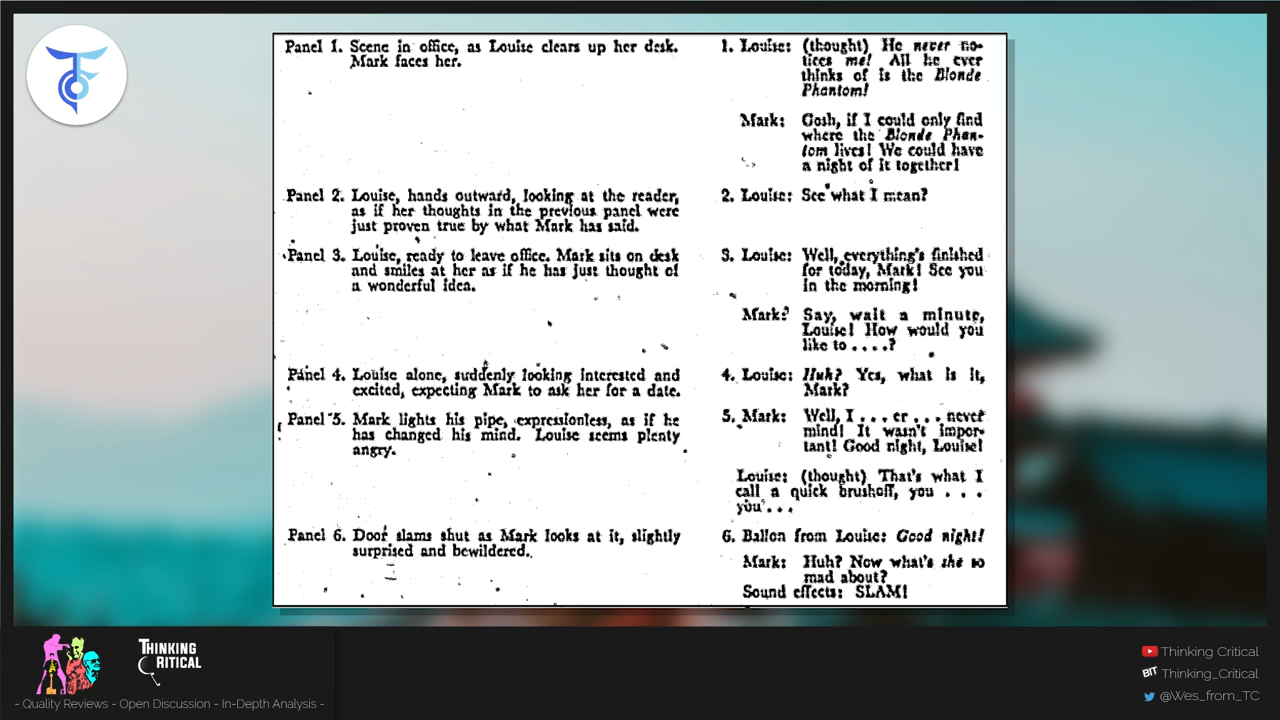 Panel 1. Scene in office, as Louise clears up her desk.
Mark faces her.
1. Louise: (thought) He never no-
tices me! All he ever
thinks of is the Blonde
Phantom!
Mark: Gosh, if I could only find
where the Blonde Phan-
tom lives! We could have
a night of it together!
Panel 2. Louise, hands outward, looking at the reader,
as if her thoughts in the previous panel were
just proven true by what Mark has said.
2. Louise: See what I mean?
Panel 3. Louise, ready to leave office. Mark sits on desk
and smiles at her as if he has just thought of
a wonderful idea.
3. Louise: Well, everything's finished
for today, Mark! See you
in the morning!
Mark: Say, wait a minute,
Louise! How would you
like to . . . . ?
Panel 4. Louise alone, suddenly looking interested and
excited, expecting Mark to ask her for a date.
4. Louise: Huh? Yes, what is it,
Mark?
Panel 5. Mark lights his pipe, expressionless, as if he
has changed his mind. Louise seems plenty
angry.
5. Mark: Well, I . . . er . . . never
mind! It wasn't impor-
tant! Good night, Louise!
Louise: (thought) That's what I
call a quick brushoff, you . . .
you . . .
Panel 6. Door slams shut as Mark looks at it, slightly
surprised and bewildered.
6. Ballon from Louise: Good night!
Mark: Huh? Now what's she so
mad about?
Sound effects: SLAM!
THINKING
CRITICAL
- Quality Reviews - Open Discussion - In-Depth Analysis -
Thinking Critical
BIT Thinking_Critical
@Wes_from_TC